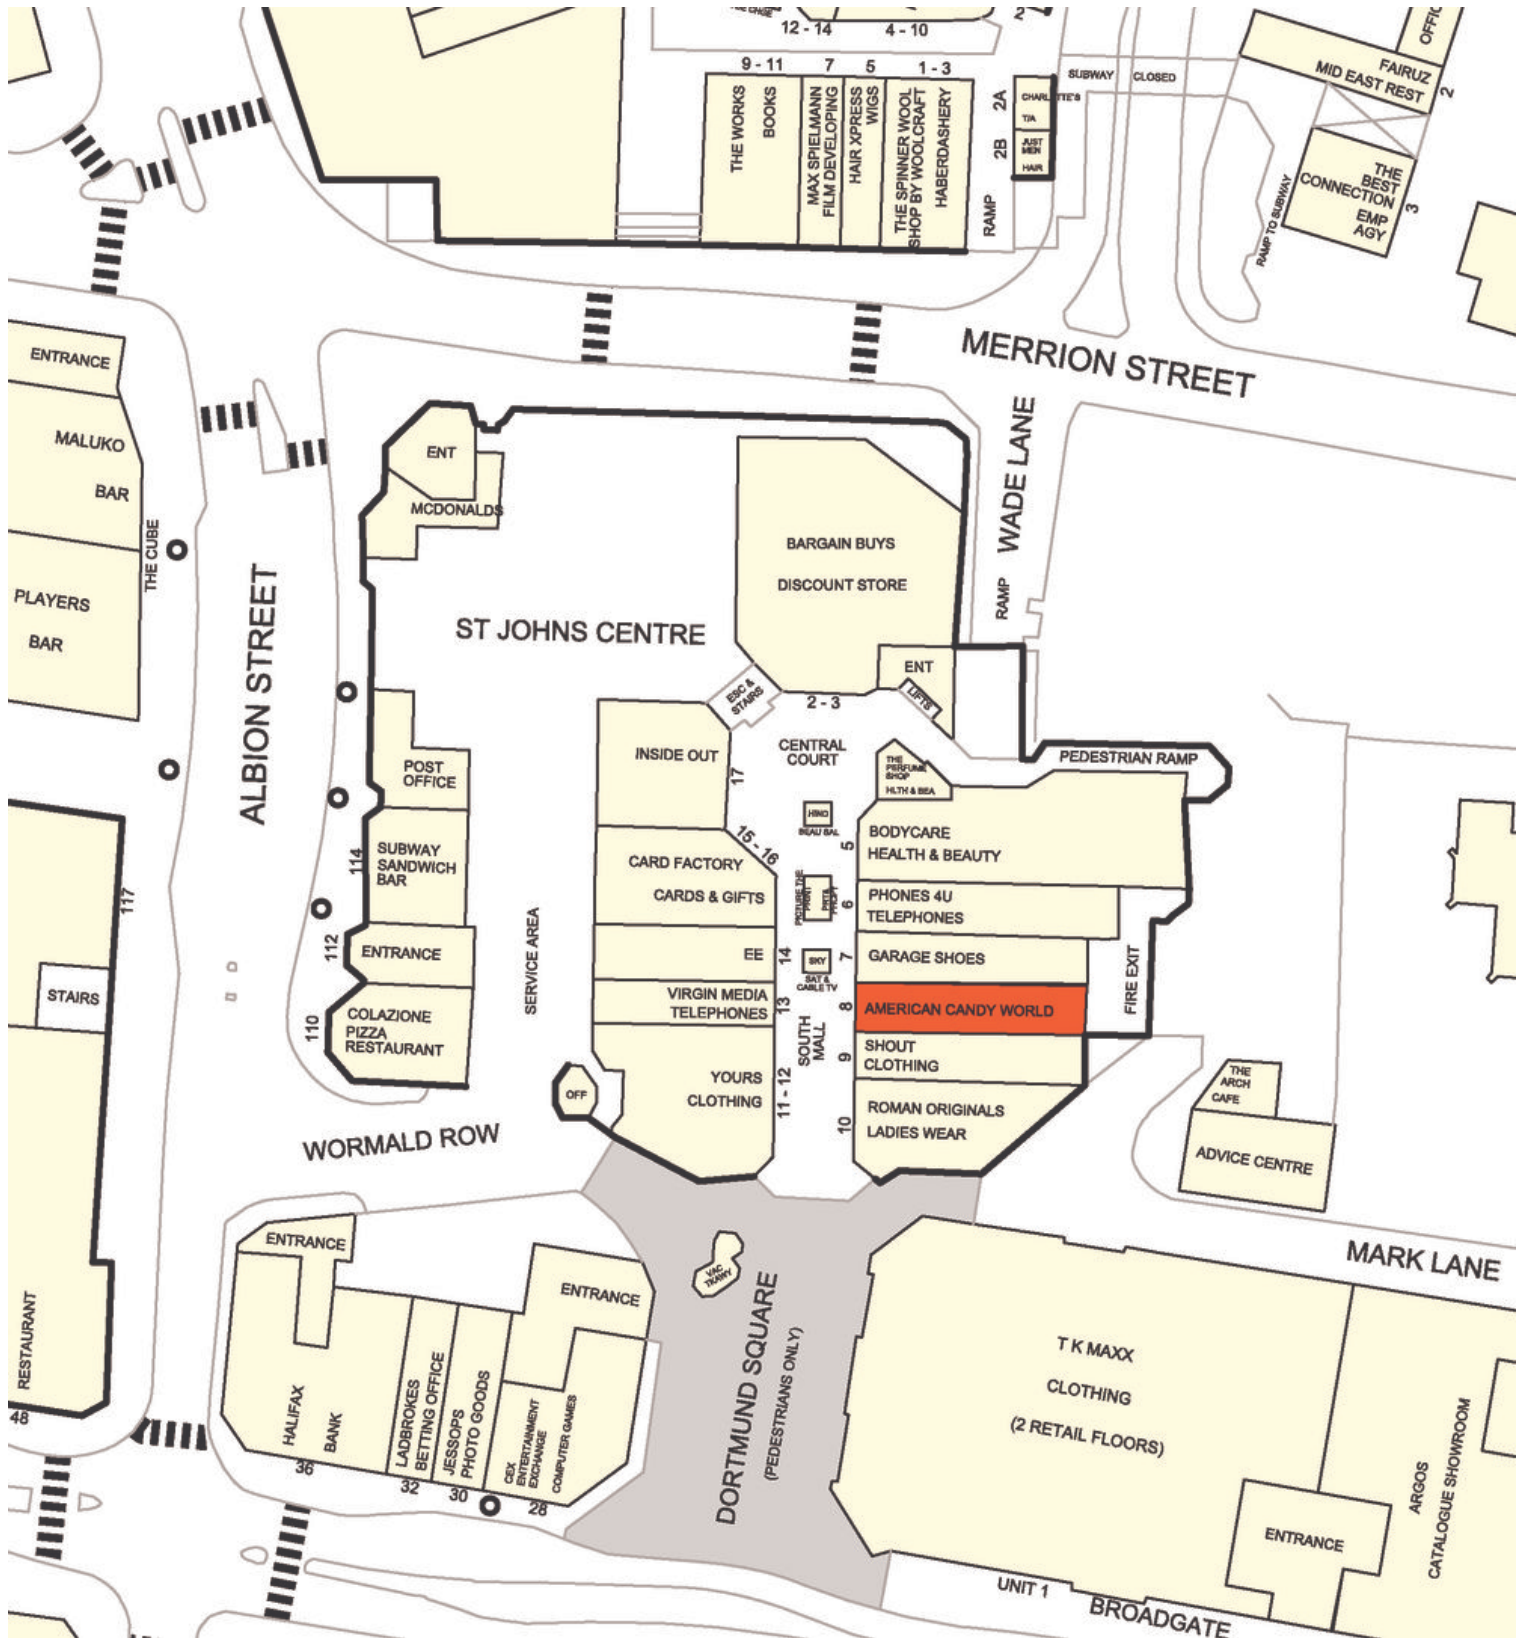 12 - 14
4 - 10
2
OFFIC
FAIRUZ
MID EAST REST
2
SUBWAY
CLOSED
9 - 11
7
5
1 - 3
THE WORKS
BOOKS
MAX SPIELMANN
FILM DEVELOPING
HAIR XPRESS
WIGS
THE SPINNER WOOL
SHOP BY WOOLCRAFT
HABERDASHERY
2A
CHARLOTTE'S
T/A
2B
JUST
MEN
HAIR
RAMP
RAMP TO SUBWAY
THE
BEST
CONNECTION
EMP
AGY
3
MERRION STREET
WADE LANE
RAMP
ENTRANCE
MALUKO
BAR
THE CUBE
PLAYERS
BAR
ALBION STREET
ENT
MCDONALDS
ST JOHNS CENTRE
BARGAIN BUYS
DISCOUNT STORE
ENT
LIFTS
ESC &
STAIRS
2 - 3
CENTRAL
COURT
PEDESTRIAN RAMP
INSIDE OUT
17
THE
PERFUME
SHOP
HLTH & BEA
POST
OFFICE
HINO
BEAU SAL
BODYCARE
HEALTH & BEAUTY
5
15 - 16
CARD FACTORY
CARDS & GIFTS
114
SUBWAY
SANDWICH
BAR
PHONES 4U
TELEPHONES
6
117
112
ENTRANCE
SERVICE AREA
EE
14
SKY
SAT &
CABLE TV
7
GARAGE SHOES
FIRE EXIT
STAIRS
110
COLAZIONE
PIZZA
RESTAURANT
VIRGIN MEDIA
TELEPHONES
13
SOUTH
MALL
8
AMERICAN CANDY WORLD
9
SHOUT
CLOTHING
OFF
YOURS
CLOTHING
11 - 12
10
ROMAN ORIGINALS
LADIES WEAR
THE
ARCH
CAFE
ADVICE CENTRE
WORMALD ROW
MARK LANE
ENTRANCE
VAC
TKAWY
ENTRANCE
DORTMUND SQUARE
(PEDESTRIANS ONLY)
T K MAXX
CLOTHING
(2 RETAIL FLOORS)
RESTAURANT
48
HALIFAX
BANK
36
LADBROKES
BETTING OFFICE
32
JESSOPS
PHOTO GOODS
30
CEX
ENTERTAINMENT
EXCHANGE
COMPUTER GAMES
28
ARGOS
CATALOGUE SHOWROOM
ENTRANCE
UNIT 1
BROADGATE